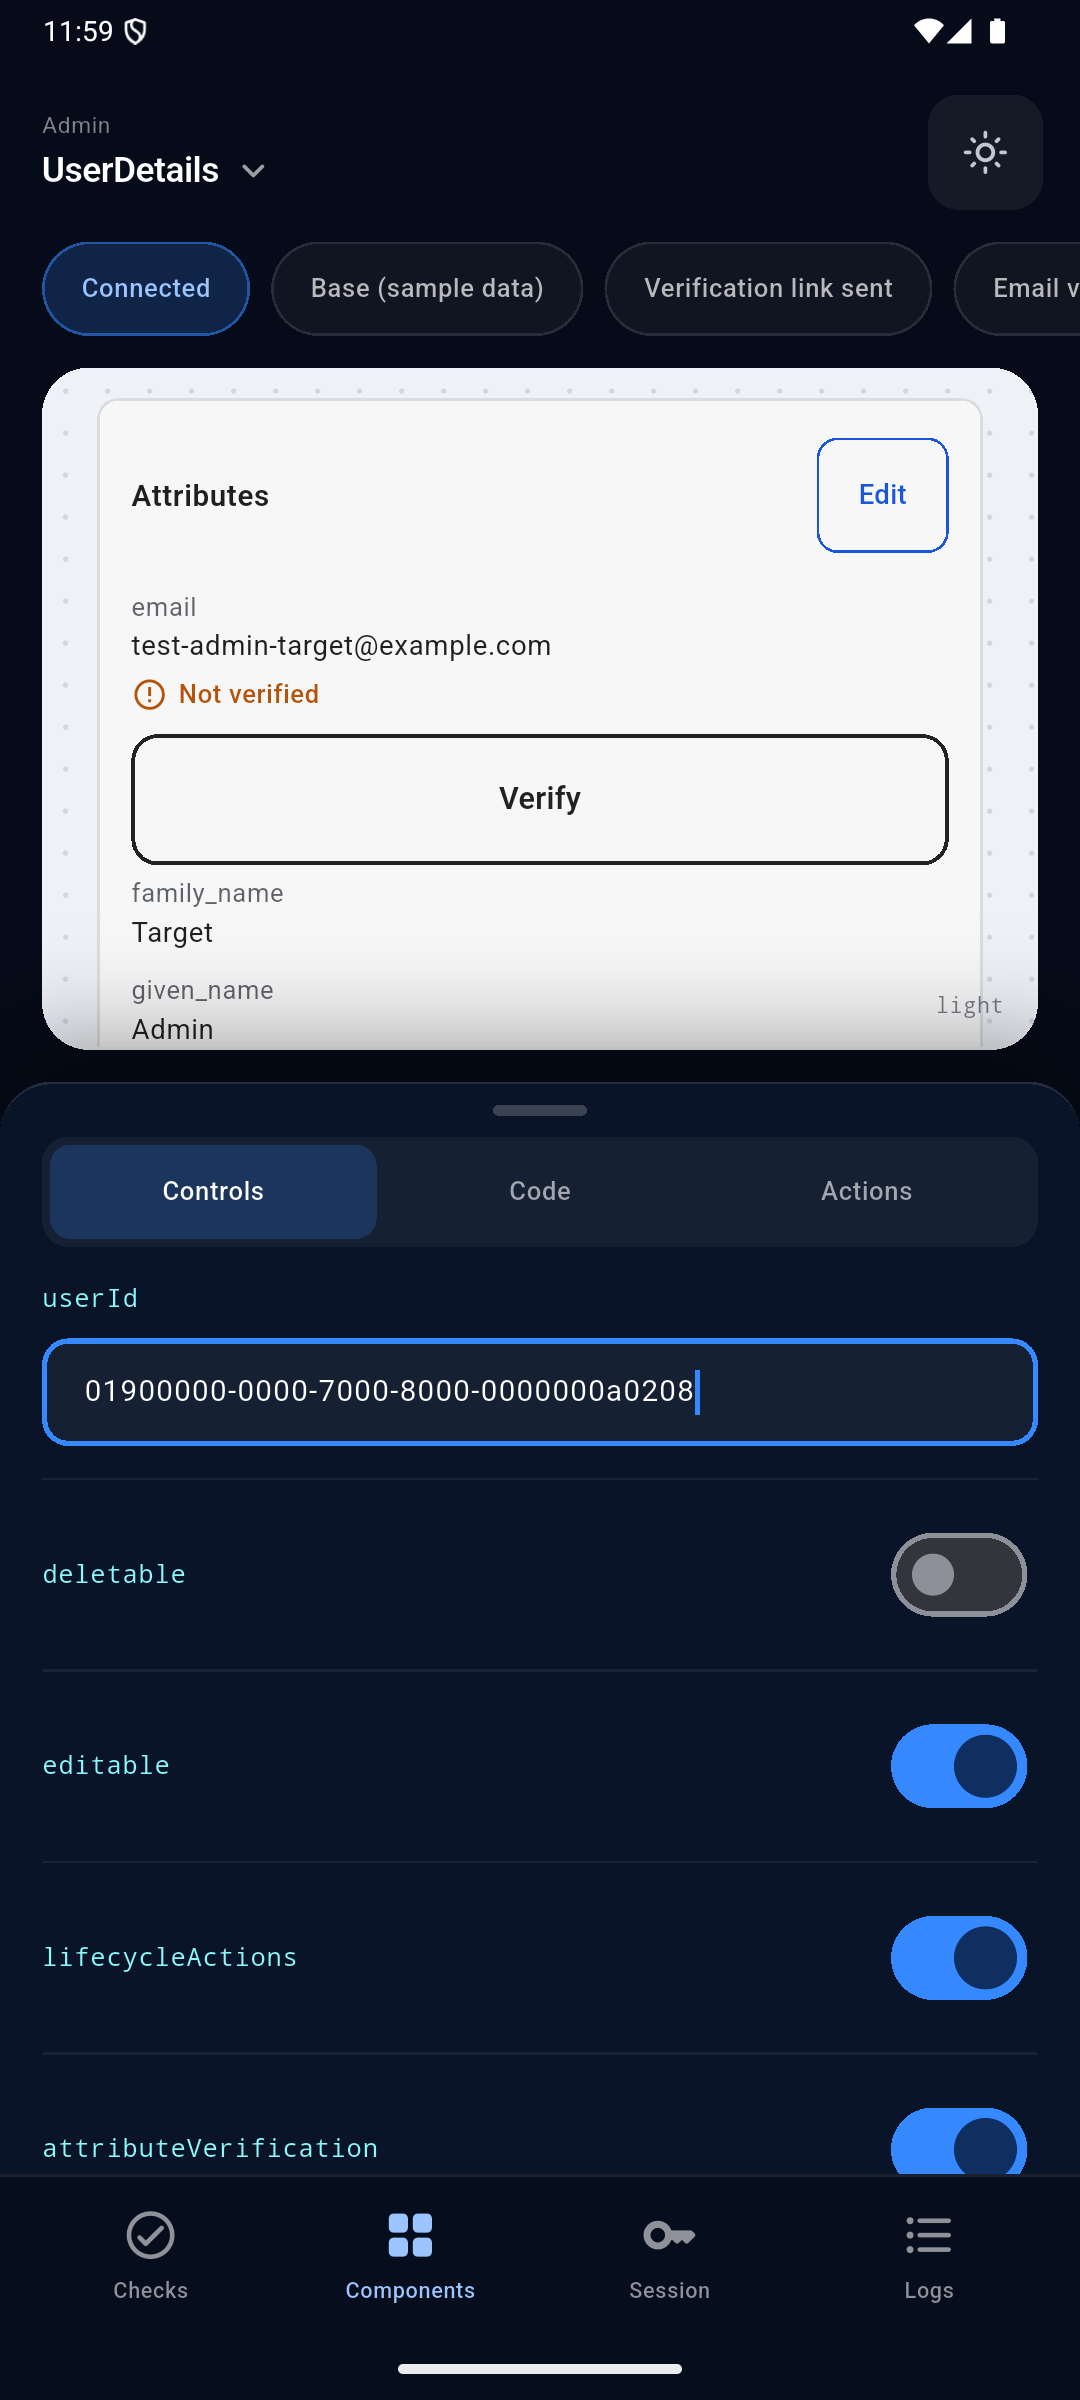 11:59
Admin
UserDetails
Connected
Base (sample data)
Verification link sent
Email v
Attributes
Edit
email
test-admin-target@example.com
Not verified
Verify
family_name
Target
given_name
Admin
light
Controls
Code
Actions
userId
01900000-0000-7000-8000-0000000a0208
deletable
editable
lifecycleActions
attributeVerification
Checks
Components
Session
Logs